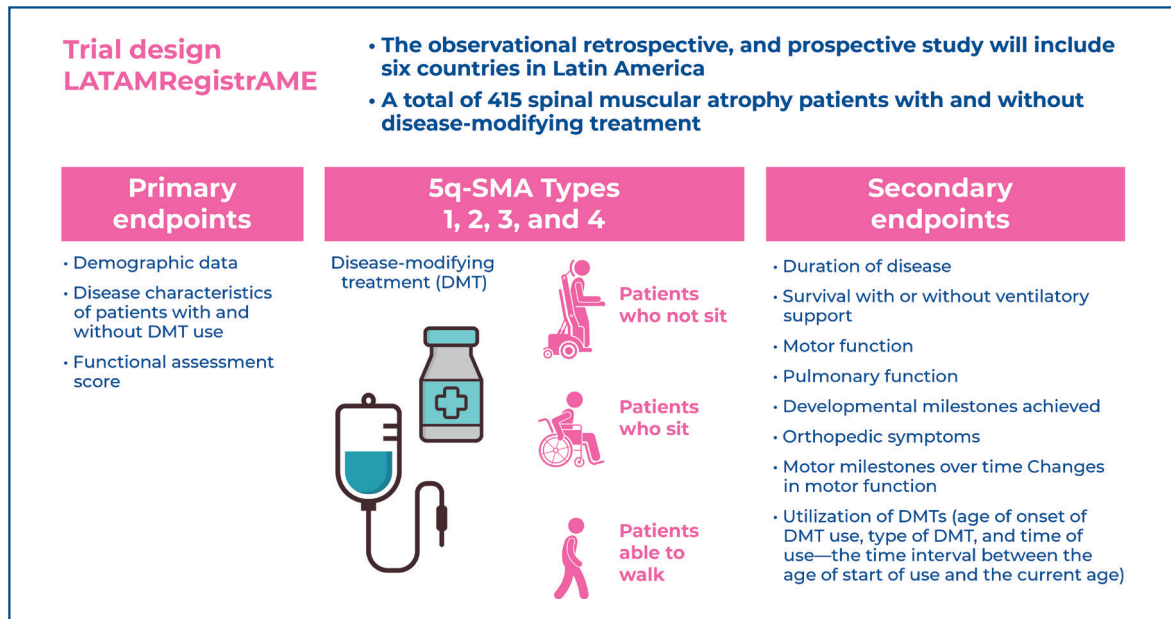 Trial design
LATAMRegistrAME
• The observational retrospective, and prospective study will include
six countries in Latin America
• A total of 415 spinal muscular atrophy patients with and without
disease-modifying treatment
Primary
endpoints
• Demographic data
• Disease characteristics
of patients with and
without DMT use
• Functional assessment
score
5q-SMA Types
1, 2, 3, and 4
Disease-modifying
treatment (DMT)
Patients
who not sit
Patients
who sit
Patients
able to
walk
Secondary
endpoints
• Duration of disease
• Survival with or without ventilatory
support
• Motor function
• Pulmonary function
• Developmental milestones achieved
• Orthopedic symptoms
• Motor milestones over time Changes
in motor function
• Utilization of DMTs (age of onset of
DMT use, type of DMT, and time of
use—the time interval between the
age of start of use and the current age)